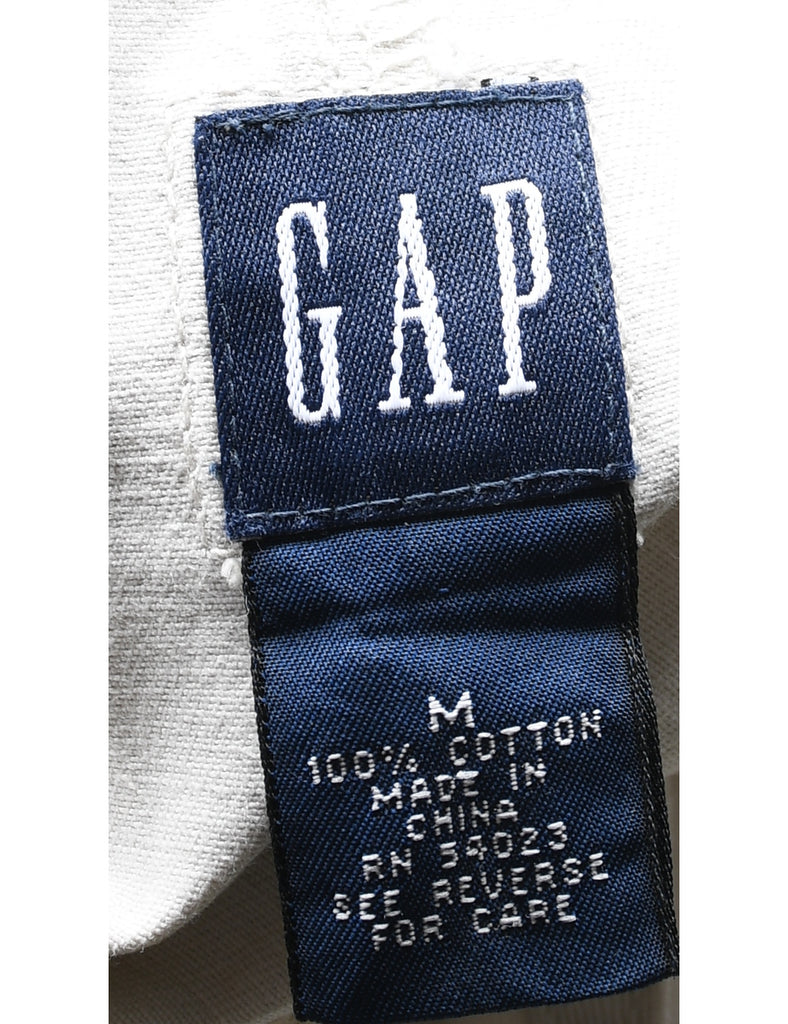 GAP
M
100% COTTON
MADE IN
CHINA
RN 54023
SEE REVERSE
FOR CARE